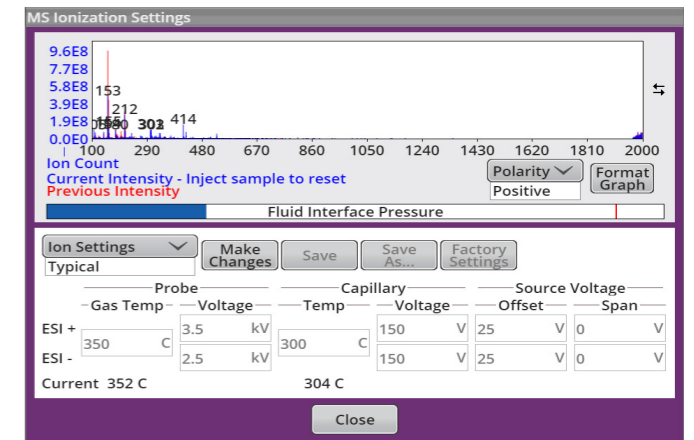 MS Ionization Settings
9.6E8
7.7E8
5.8E8
3.9E8
1.9E8
0.0E0
153
212
414
100 290 480 670 860 1050 1240 1430 1620 1810 2000
Ion Count
Current Intensity - Inject sample to reset
Previous Intensity
Polarity
Positive
Format Graph
Fluid Interface Pressure
Ion Settings
Typical
Make Changes
Save
Save As...
Factory Settings
Probe Capillary Source Voltage
Gas Temp Voltage Temp Voltage Offset Span
ESI + 350 C 3.5 kV 300 C 150 V 25 V 0 V
ESI - 2.5 kV 150 V 25 V 0 V
Current 352 C 304 C
Close